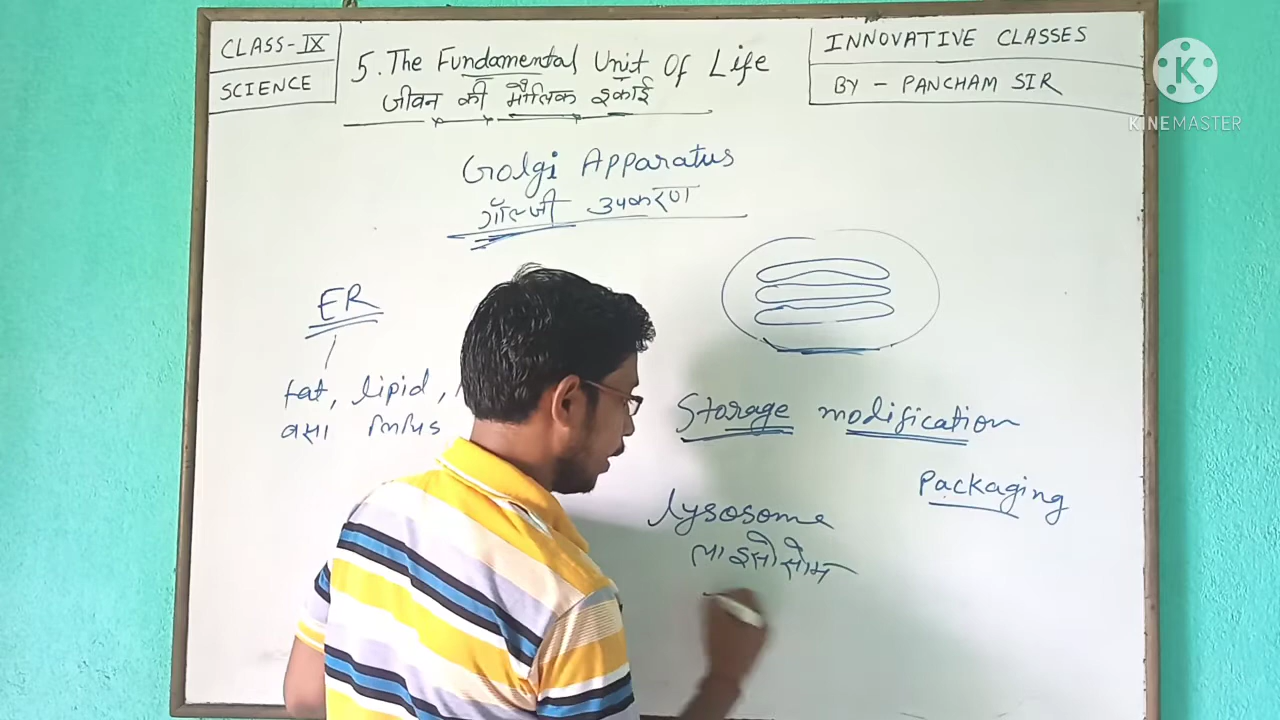 CLASS-IX
SCIENCE
5. The Fundamental Unit Of Life
जीवन की मौलिक इकाई
INNOVATIVE CLASSES
BY - PANCHAM SIR
KINEMASTER
Golgi Apparatus
गॉल्जी उपकरण
ER
fat, lipid,
वसा लिपिड
Storage modification
Packaging
lysosome
लाइसोसोम